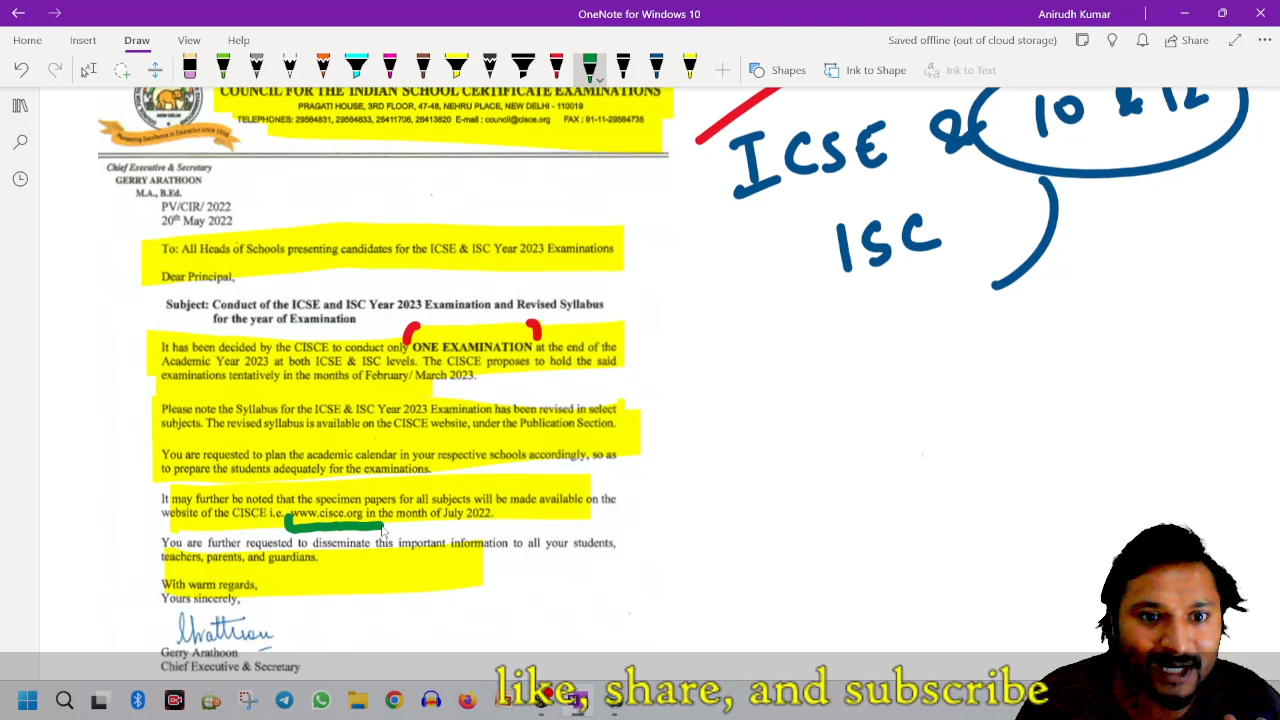 OneNote for Windows 10
Anirudh Kumar
Home Insert Draw View Help
Saved offline (out of cloud storage)
Share
Shapes
Ink to Shape
Ink to Text
COUNCIL FOR THE INDIAN SCHOOL CERTIFICATE EXAMINATIONS
PRAGATI HOUSE, 3RD FLOOR, 47-48, NEHRU PLACE, NEW DELHI - 110019
TELEPHONES: 29564831, 29564833, 26411706, 26413820 E-mail : council@cisce.org FAX : 91-11-29564735
Chief Executive & Secretary
GERRY ARATHOON
M.A., B.Ed.
PV/CIR/ 2022
20th May 2022
To: All Heads of Schools presenting candidates for the ICSE & ISC Year 2023 Examinations
Dear Principal,
Subject: Conduct of the ICSE and ISC Year 2023 Examination and Revised Syllabus
for the year of Examination
It has been decided by the CISCE to conduct only ONE EXAMINATION at the end of the
Academic Year 2023 at both ICSE & ISC levels. The CISCE proposes to hold the said
examinations tentatively in the months of February/ March 2023.
Please note the Syllabus for the ICSE & ISC Year 2023 Examination has been revised in select
subjects. The revised syllabus is available on the CISCE website, under the Publication Section.
You are requested to plan the academic calendar in your respective schools accordingly, so as
to prepare the students adequately for the examinations.
It may further be noted that the specimen papers for all subjects will be made available on the
website of the CISCE i.e. www.cisce.org in the month of July 2022.
You are further requested to disseminate this important information to all your students,
teachers, parents, and guardians.
With warm regards,
Yours sincerely,
Gerry Arathoon
Chief Executive & Secretary
10 & 12
ICSE &
ISC
like, share, and subscribe